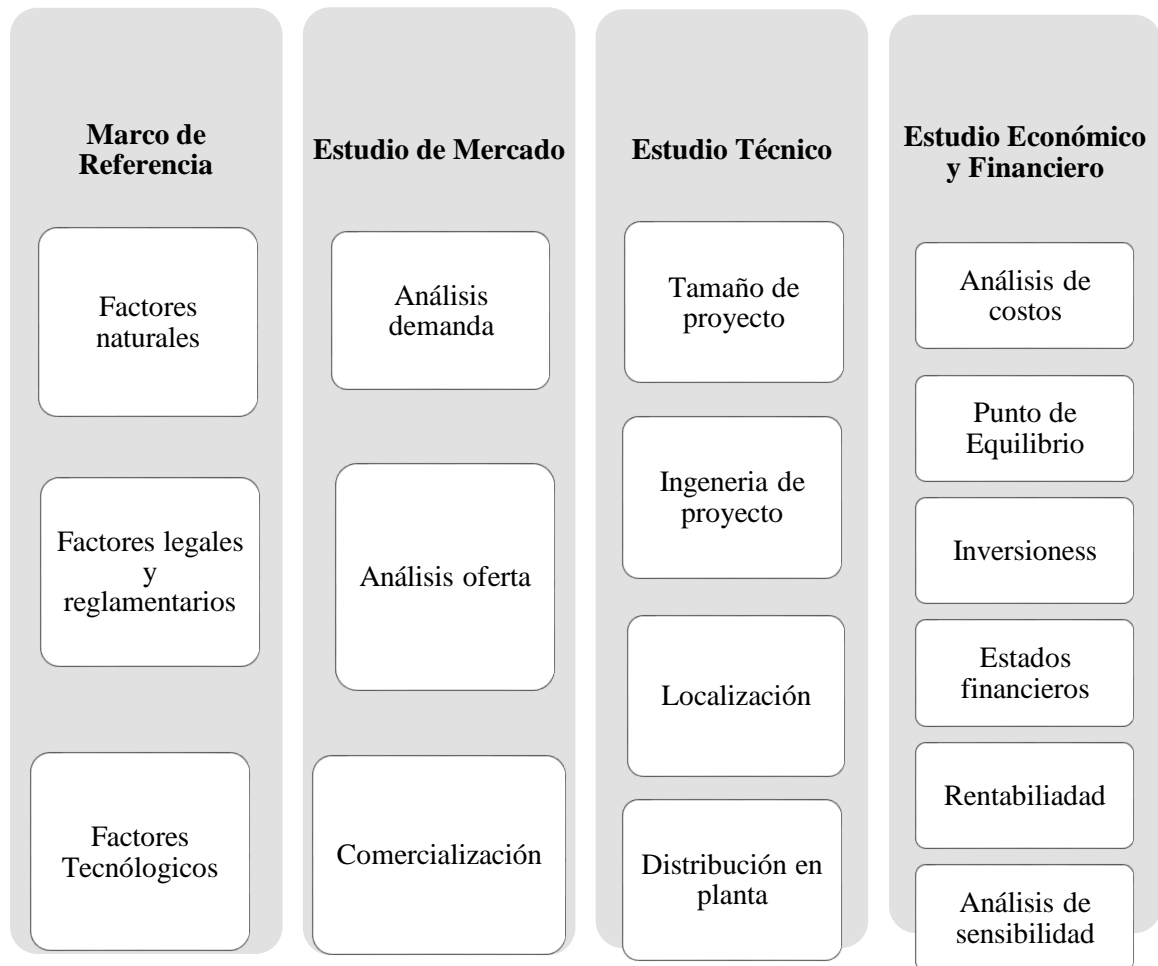 Marco de
Referencia
Factores
naturales
Factores legales
y
reglamentarios
Factores
Tecnólogicos
Estudio de Mercado
Análisis
demanda
Análisis oferta
Comercialización
Estudio Técnico
Tamaño de
proyecto
Ingeneria de
proyecto
Localización
Distribución en
planta
Estudio Económico
y Financiero
Análisis de
costos
Punto de
Equilibrio
Inversioness
Estados
financieros
Rentabiliadad
Análisis de
sensibilidad